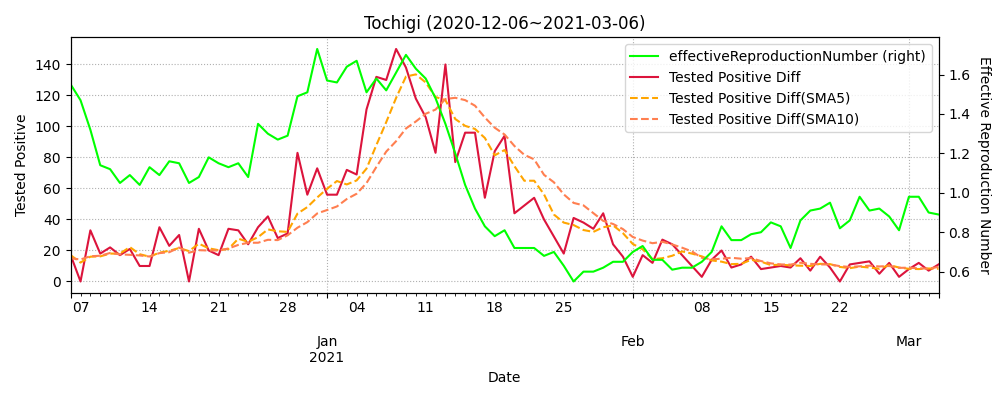 Tochigi (2020-12-06~2021-03-06)
effectiveReproductionNumber (right)
Tested Positive Diff
Tested Positive Diff(SMA5)
Tested Positive Diff(SMA10)
Tested Positive
140
120
100
80
60
40
20
0
1.6
1.4
1.2
1.0
0.8
0.6
Effective Reproduction Number
07 14 21 28 04 11 18 25 08 15 22
Jan Feb Mar
2021
Date